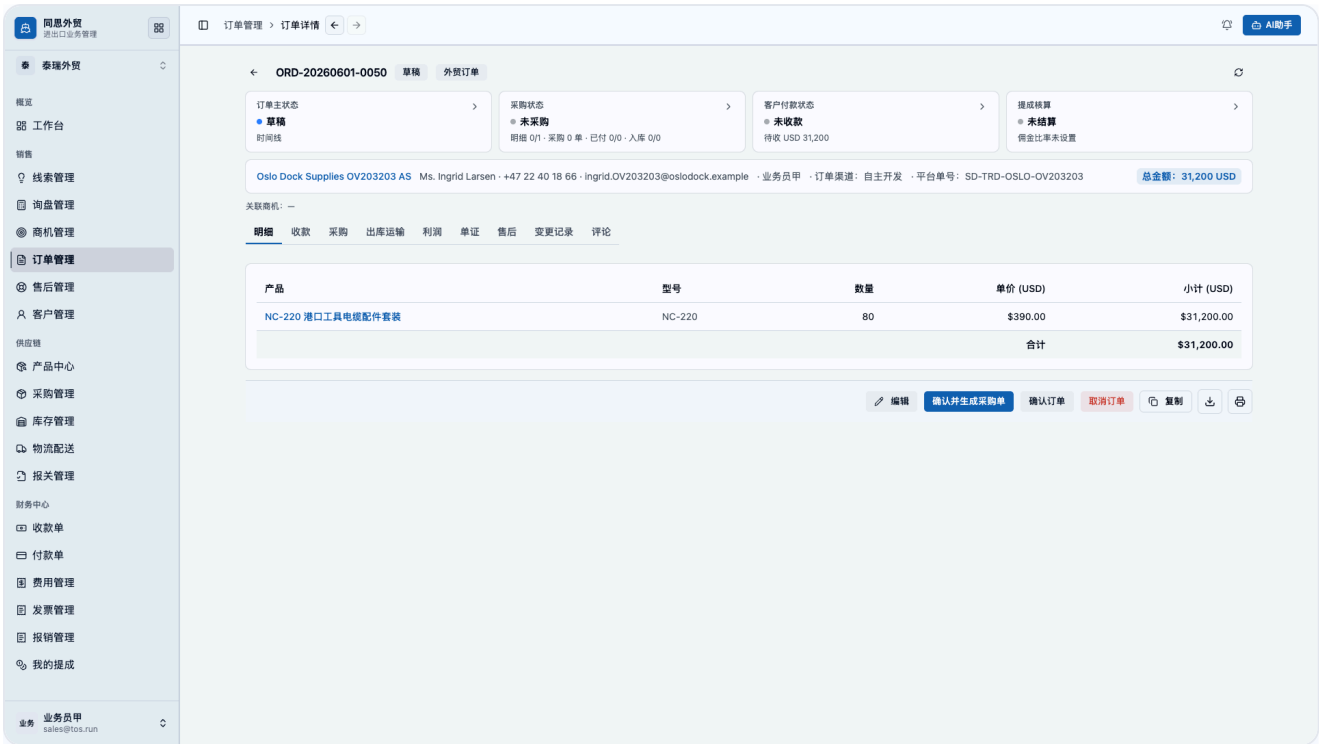 同恩外贸
进出口业务管理
泰 泰瑞外贸
概览
工作台
销售
线索管理
询盘管理
商机管理
订单管理
售后管理
客户管理
供应链
产品中心
采购管理
库存管理
物流配送
报关管理
财务中心
收款单
付款单
费用管理
发票管理
报销管理
我的提成
业务 业务员甲
sales@tos.run
订单管理 > 订单详情 ← →
AI助手
← ORD-20260601-0050 草稿 外贸订单
订单主状态 >
草稿
时间线
采购状态 >
未采购
明细 0/1 · 采购 0 单 · 已付 0/0 · 入库 0/0
客户付款状态 >
未收款
待收 USD 31,200
提成核算 >
未结算
佣金比率未设置
Oslo Dock Supplies OV203203 AS Ms. Ingrid Larsen · +47 22 40 18 66 · ingrid.OV203203@oslodock.example · 业务员甲 · 订单渠道：自主开发 · 平台单号：SD-TRD-OSLO-OV203203 总金额：31,200 USD
关联商机：—
明细 收款 采购 出库运输 利润 单证 售后 变更记录 评论
产品 型号 数量 单价 (USD) 小计 (USD)
NC-220 港口工具电缆配件套装 NC-220 80 $390.00 $31,200.00
合计 $31,200.00
编辑 确认并生成采购单 确认订单 取消订单 复制